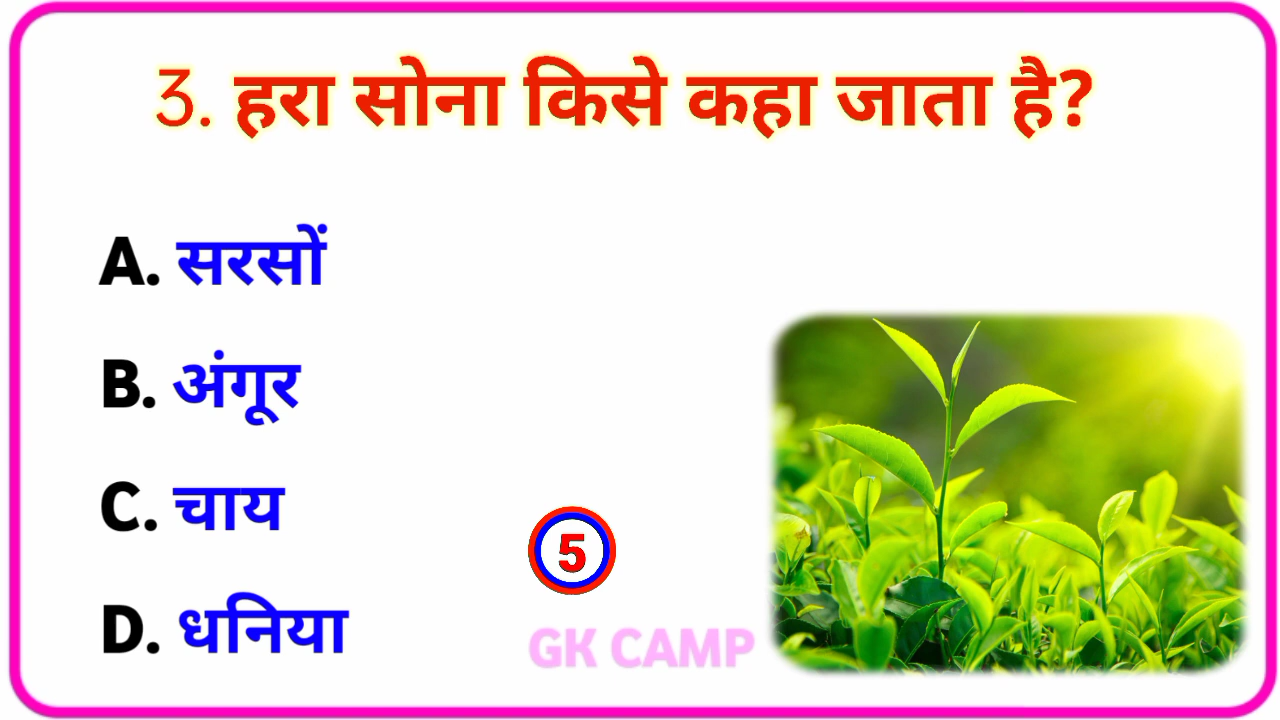 3. हरा सोना किसे कहा जाता है?
A. सरसों
B. अंगूर
C. चाय
D. धनिया
5
GK CAMP